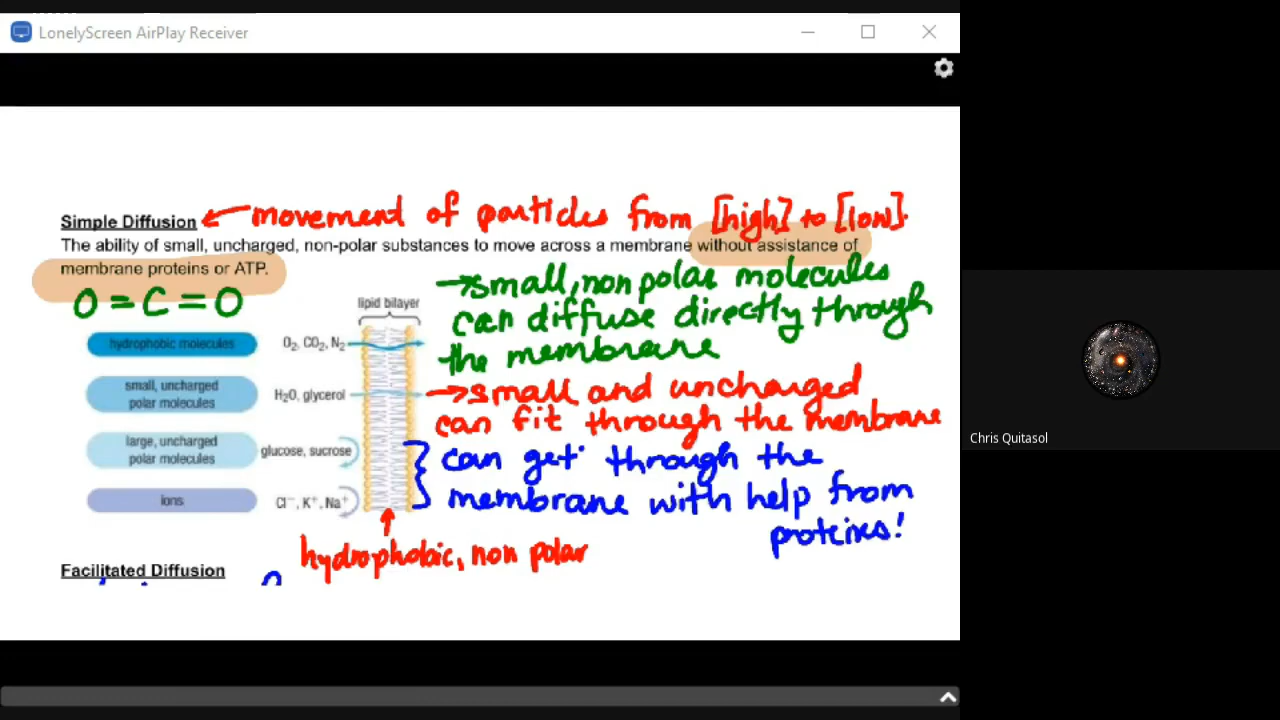 LonelyScreen AirPlay Receiver
Simple Diffusion ← movement of particles from [high] to [low].
The ability of small, uncharged, non-polar substances to move across a membrane without assistance of
membrane proteins or ATP.
O=C=O
lipid bilayer
→small, non polar molecules
can diffuse directly through
the membrane
hydrophobic molecules
O₂, CO₂, N₂
small, uncharged
polar molecules
H₂O, glycerol
→small and uncharged
can fit through the membrane
large, uncharged
polar molecules
glucose, sucrose
can get through the
membrane with help from
proteins!
ions
Cl⁻, K⁺, Na⁺
hydrophobic, non polar
Facilitated Diffusion
Chris Quitasol